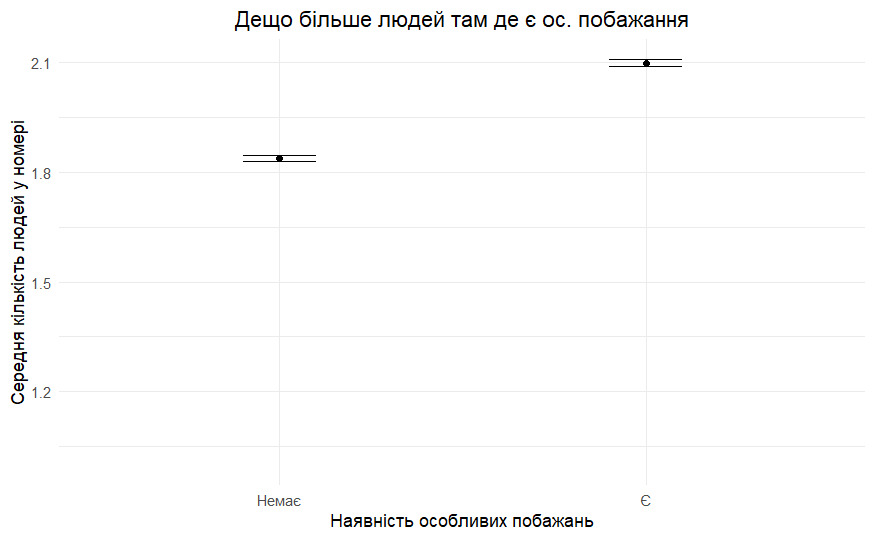 Дещо більше людей там де є ос. побажання
Середня кількість людей у номері
2.1
1.8
1.5
1.2
Немає
Є
Наявність особливих побажань